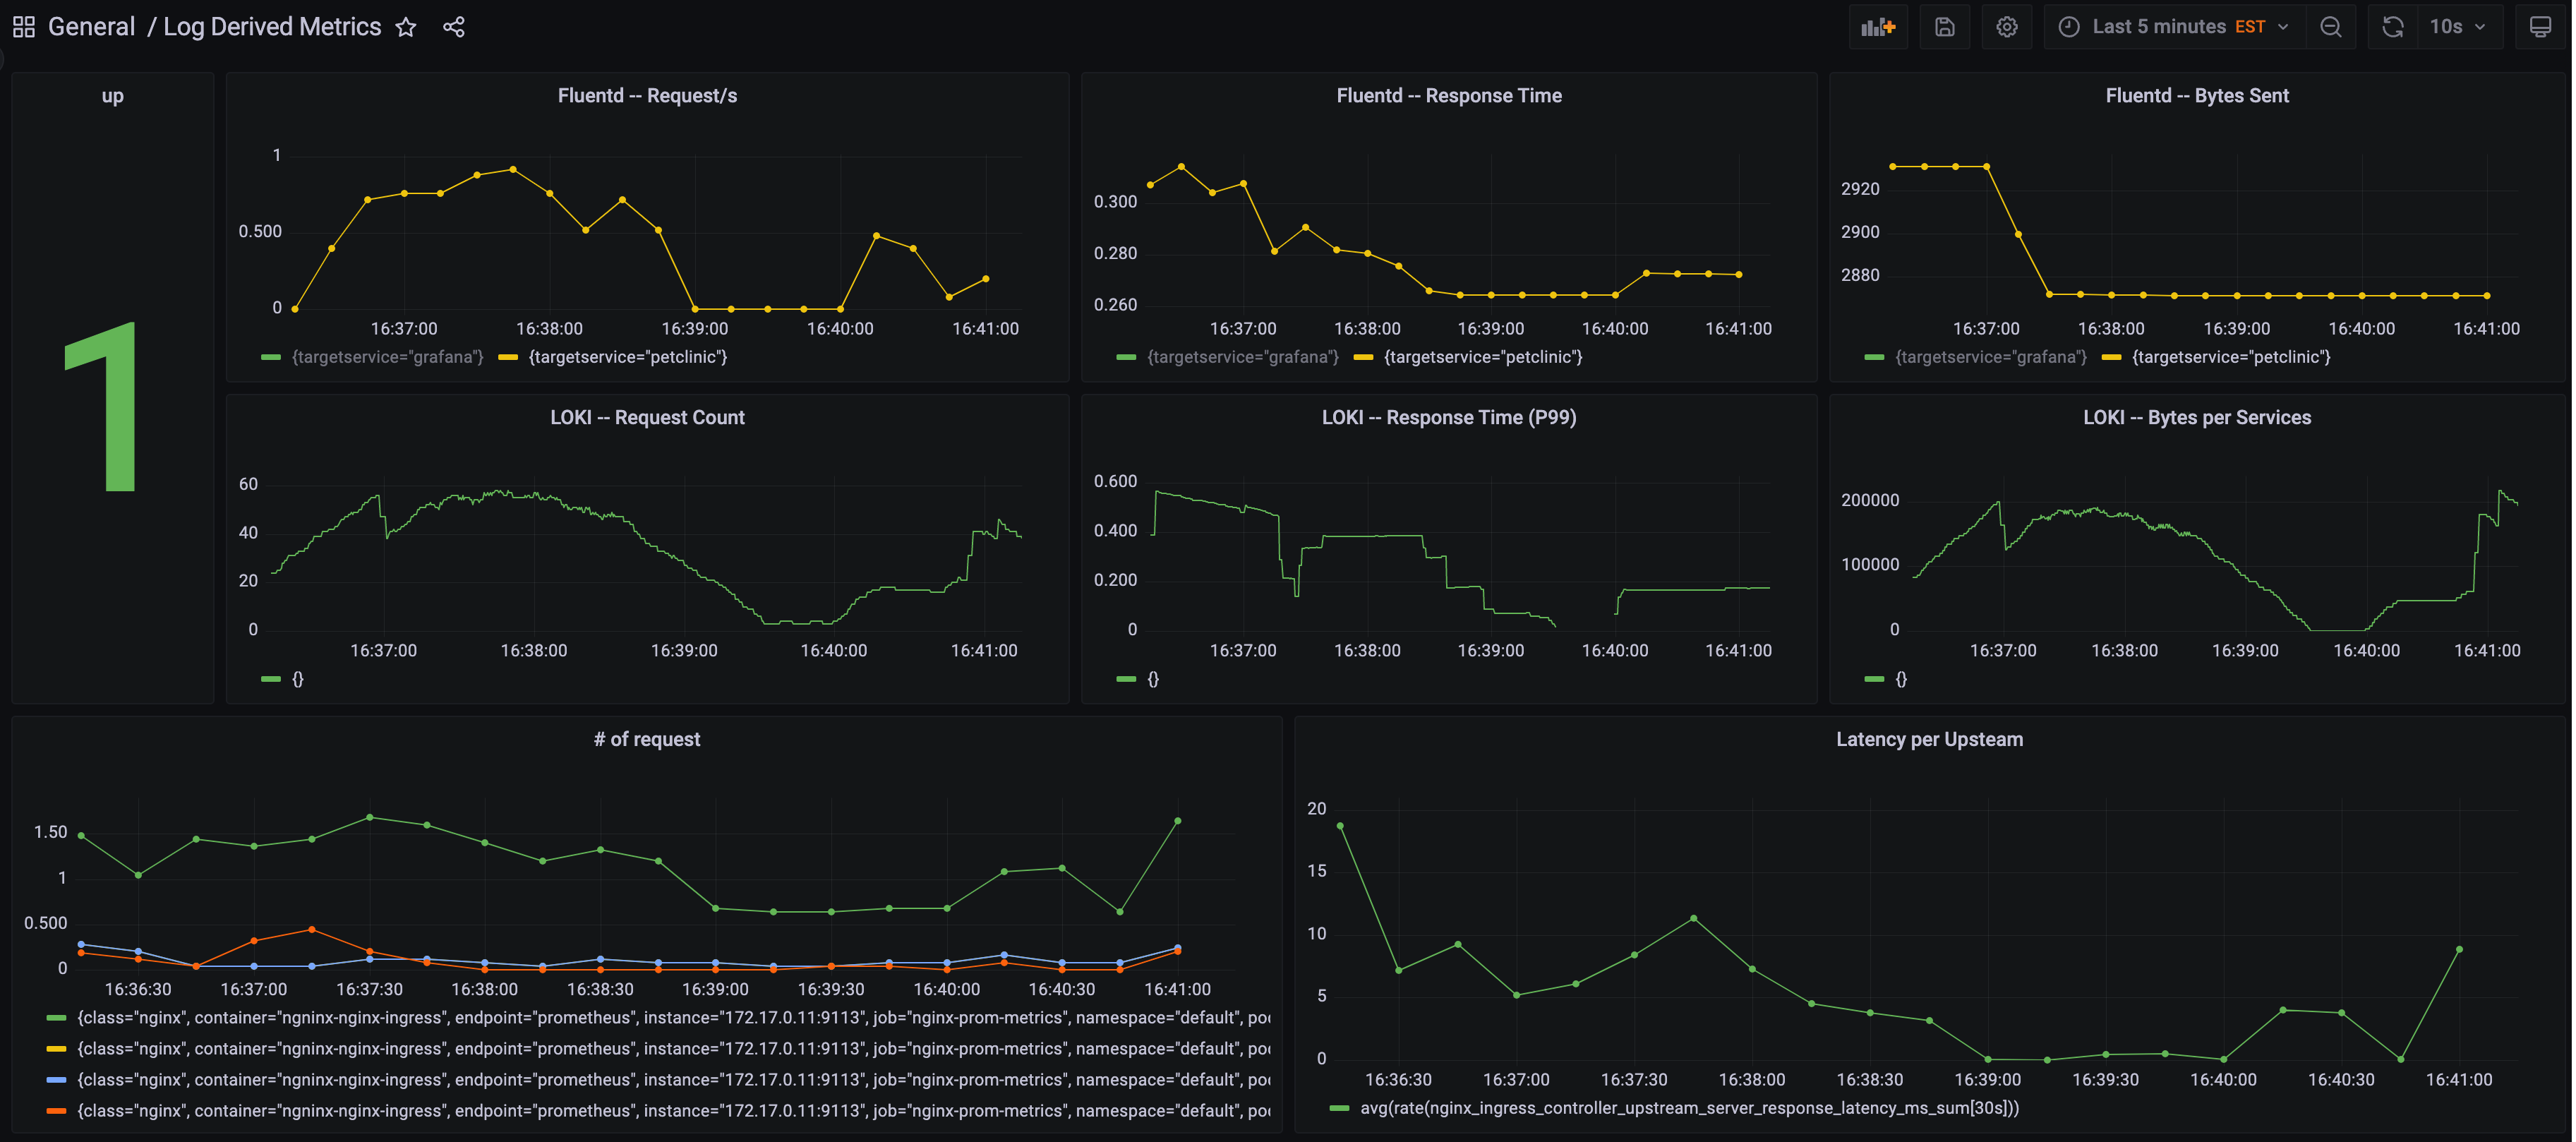 General / Log Derived Metrics
Last 5 minutes EST
10s
up
1
Fluentd -- Request/s
1
0.500
0
16:37:00 16:38:00 16:39:00 16:40:00 16:41:00
{targetservice="grafana"} {targetservice="petclinic"}
Fluentd -- Response Time
0.300
0.280
0.260
16:37:00 16:38:00 16:39:00 16:40:00 16:41:00
{targetservice="grafana"} {targetservice="petclinic"}
Fluentd -- Bytes Sent
2920
2900
2880
16:37:00 16:38:00 16:39:00 16:40:00 16:41:00
{targetservice="grafana"} {targetservice="petclinic"}
LOKI -- Request Count
60
40
20
0
16:37:00 16:38:00 16:39:00 16:40:00 16:41:00
{}
LOKI -- Response Time (P99)
0.600
0.400
0.200
0
16:37:00 16:38:00 16:39:00 16:40:00 16:41:00
{}
LOKI -- Bytes per Services
200000
100000
0
16:37:00 16:38:00 16:39:00 16:40:00 16:41:00
{}
# of request
1.50
1
0.500
0
16:36:30 16:37:00 16:37:30 16:38:00 16:38:30 16:39:00 16:39:30 16:40:00 16:40:30 16:41:00
{class="nginx", container="ngninx-nginx-ingress", endpoint="prometheus", instance="172.17.0.11:9113", job="nginx-prom-metrics", namespace="default", po
{class="nginx", container="ngninx-nginx-ingress", endpoint="prometheus", instance="172.17.0.11:9113", job="nginx-prom-metrics", namespace="default", po
{class="nginx", container="ngninx-nginx-ingress", endpoint="prometheus", instance="172.17.0.11:9113", job="nginx-prom-metrics", namespace="default", po
{class="nginx", container="ngninx-nginx-ingress", endpoint="prometheus", instance="172.17.0.11:9113", job="nginx-prom-metrics", namespace="default", po
Latency per Upsteam
20
15
10
5
0
16:36:30 16:37:00 16:37:30 16:38:00 16:38:30 16:39:00 16:39:30 16:40:00 16:40:30 16:41:00
avg(rate(nginx_ingress_controller_upstream_server_response_latency_ms_sum[30s]))